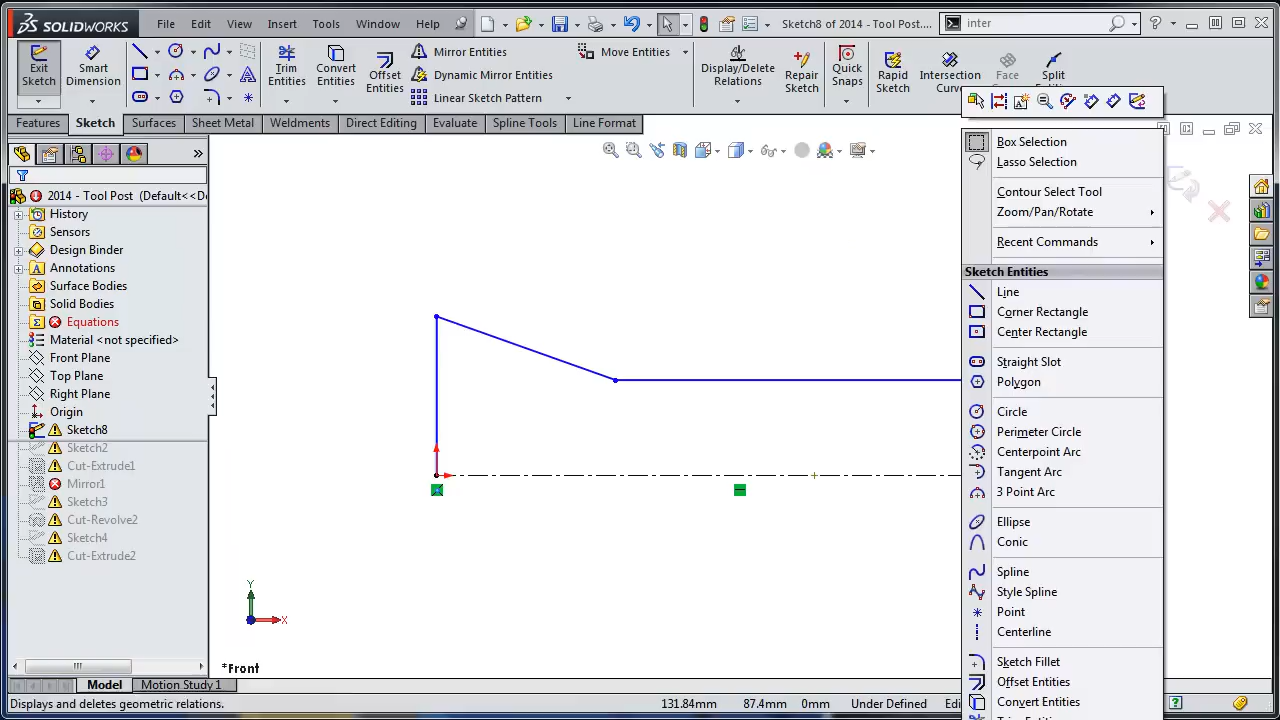 SOLIDWORKS File Edit View Insert Tools Window Help Sketch8 of 2014 - Tool Post.... inter
Exit Sketch
Smart Dimension
Trim Entities
Convert Entities
Offset Entities
Mirror Entities
Dynamic Mirror Entities
Linear Sketch Pattern
Move Entities
Display/Delete Relations
Repair Sketch
Quick Snaps
Rapid Sketch
Intersection
Face
Split
Features Sketch Surfaces Sheet Metal Weldments Direct Editing Evaluate Spline Tools Line Format
2014 - Tool Post (Default<<De
History
Sensors
Design Binder
Annotations
Surface Bodies
Solid Bodies
Equations
Material <not specified>
Front Plane
Top Plane
Right Plane
Origin
Sketch8
Sketch2
Cut-Extrude1
Mirror1
Sketch3
Cut-Revolve2
Sketch4
Cut-Extrude2
Box Selection
Lasso Selection
Contour Select Tool
Zoom/Pan/Rotate
Recent Commands
Sketch Entities
Line
Corner Rectangle
Center Rectangle
Straight Slot
Polygon
Circle
Perimeter Circle
Centerpoint Arc
Tangent Arc
3 Point Arc
Ellipse
Conic
Spline
Style Spline
Point
Centerline
Sketch Fillet
Offset Entities
Convert Entities
Y
X
*Front
Model Motion Study 1
Displays and deletes geometric relations. 131.84mm 87.4mm 0mm Under Defined Edi